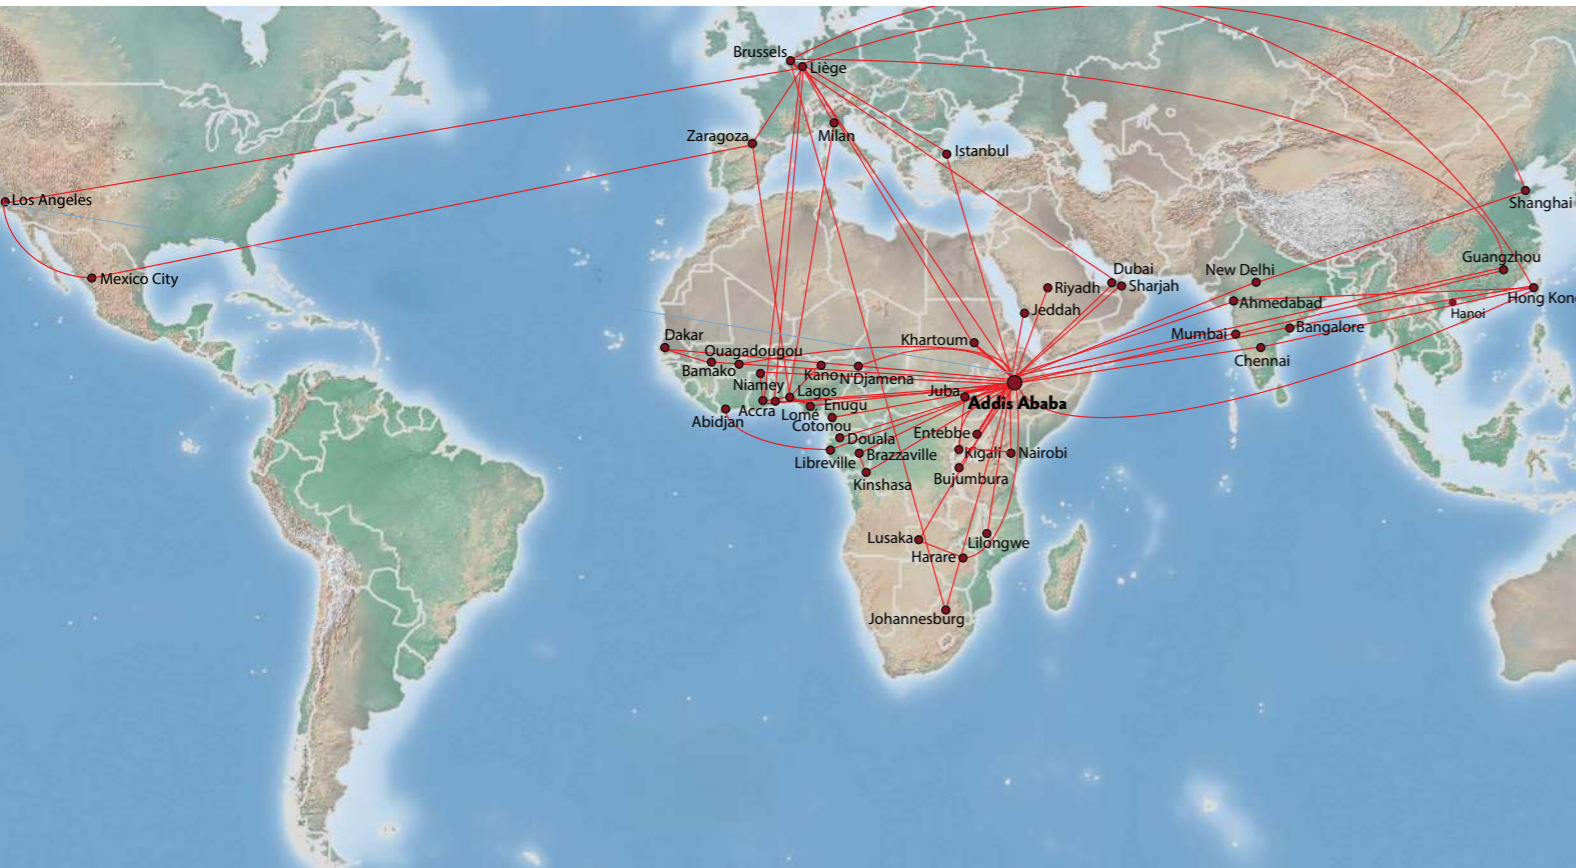 Brussels
Liège
Zaragoza
Milan
Istanbul
Los Angeles
Shanghai
Mexico City
Guangzhou
New Delhi
Dubai
Riyadh
Sharjah
Ahmedabad
Hong Kon
Jeddah
Hanoi
Dakar
Khartoum
Mumbai
Bangalore
Ouagadougou
Chennai
Bamako
Kano
N'Djamena
Niamey
Juba
Lagos
Addis Ababa
Accra
Lomé
Enugu
Abidjan
Cotonou
Entebbe
Douala
Kigali
Nairobi
Brazzaville
Libreville
Bujumbura
Kinshasa
Lusaka
Lilongwe
Harare
Johannesburg